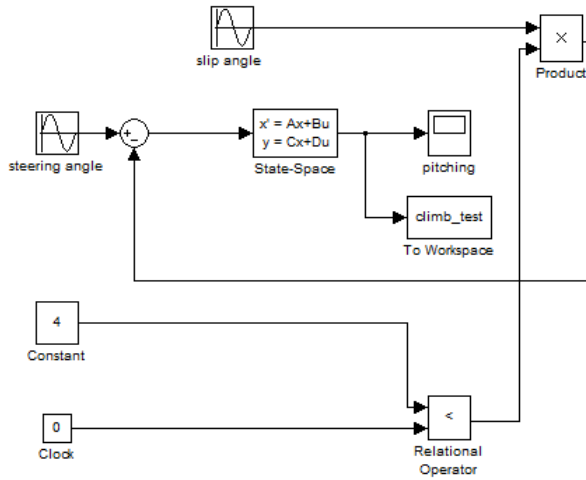 slip angle
×
Product
steering angle
+
−
x' = Ax+Bu
y = Cx+Du
State-Space
pitching
climb_test
To Workspace
4
Constant
<
Relational
Operator
0
Clock